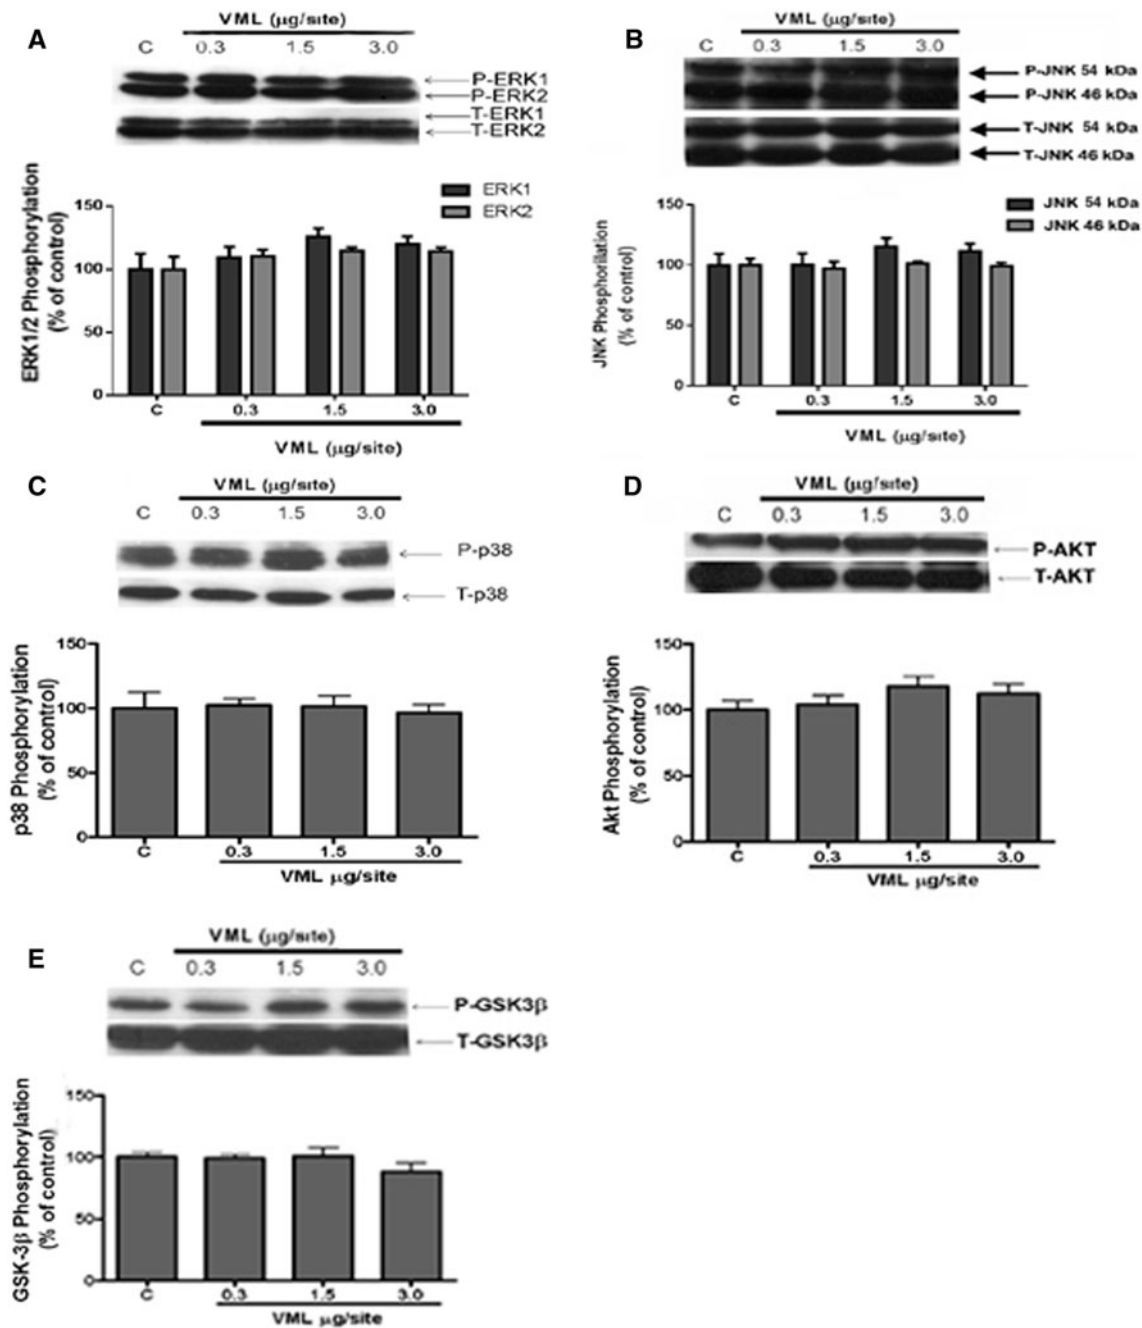 A
VML (μg/site)
C 0.3 1.5 3.0
P-ERK1
P-ERK2
T-ERK1
T-ERK2
ERK1/2 Phosphorylation
(% of control)
ERK1
ERK2
150
100
50
0
C 0.3 1.5 3.0
VML (μg/site)
B
VML (μg/site)
C 0.3 1.5 3.0
P-JNK 54 kDa
P-JNK 46 kDa
T-JNK 54 kDa
T-JNK 46 kDa
JNK Phosphorilation
(% of control)
JNK 54 kDa
JNK 46 kDa
150
100
50
0
C 0.3 1.5 3.0
VML (μg/site)
C
VML (μg/site)
C 0.3 1.5 3.0
P-p38
T-p38
p38 Phosphorylation
(% of control)
150
100
50
0
C 0.3 1.5 3.0
VML μg/site
D
VML (μg/site)
C 0.3 1.5 3.0
P-AKT
T-AKT
Akt Phosphorylation
(% of control)
150
100
50
0
C 0.3 1.5 3.0
VML μg/site
E
VML (μg/site)
C 0.3 1.5 3.0
P-GSK3β
T-GSK3β
GSK-3β Phosphorylation
(% of control)
150
100
50
0
C 0.3 1.5 3.0
VML μg/site